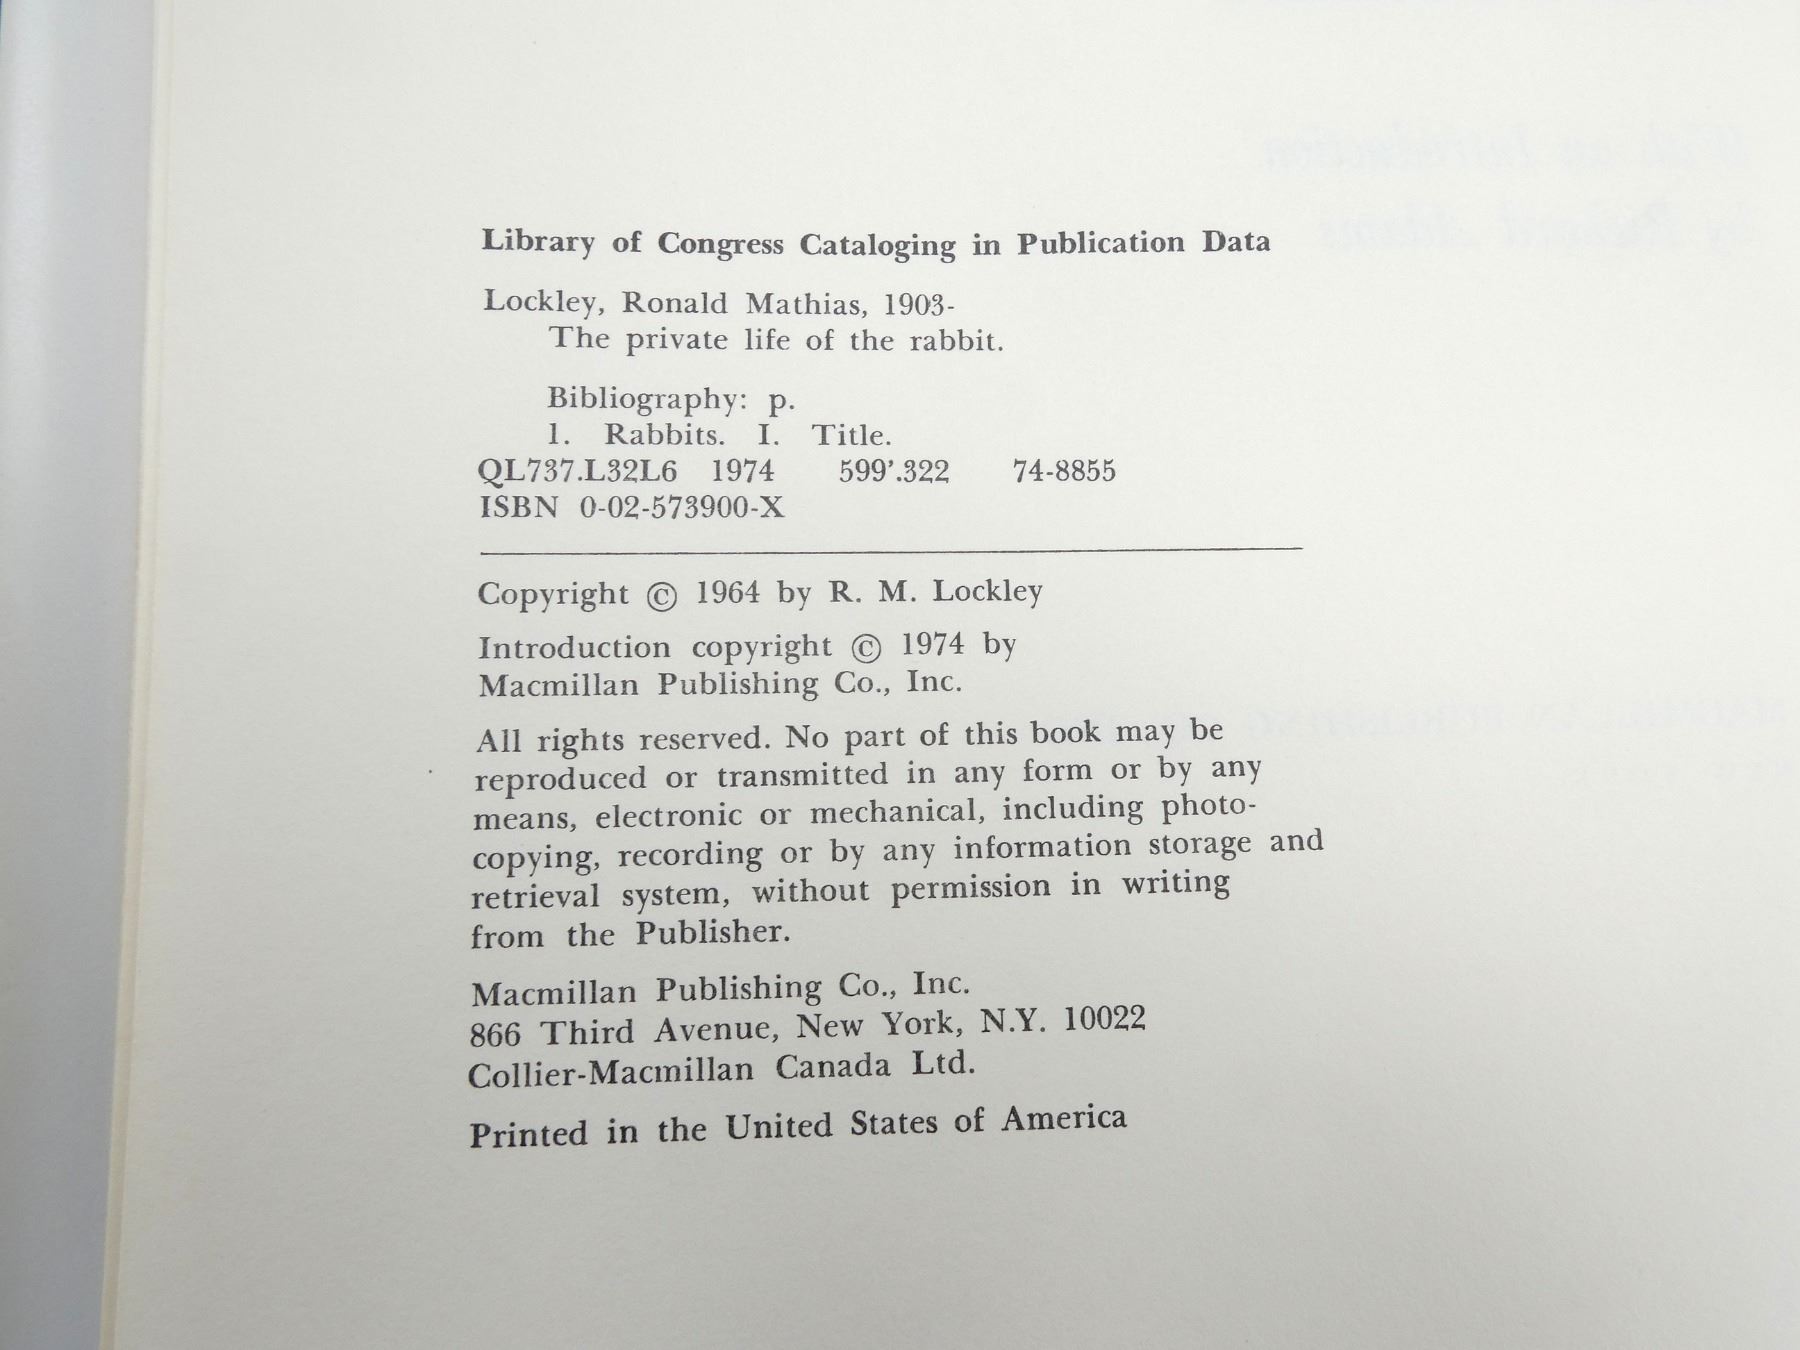 Library of Congress Cataloging in Publication Data
Lockley, Ronald Mathias, 1903-
The private life of the rabbit.
Bibliography: p.
1. Rabbits. I. Title.
QL737.L32L6 1974 599'.322 74-8855
ISBN 0-02-573900-X
Copyright © 1964 by R. M. Lockley
Introduction copyright © 1974 by
Macmillan Publishing Co., Inc.
All rights reserved. No part of this book may be
reproduced or transmitted in any form or by any
means, electronic or mechanical, including photo-
copying, recording or by any information storage and
retrieval system, without permission in writing
from the Publisher.
Macmillan Publishing Co., Inc.
866 Third Avenue, New York, N.Y. 10022
Collier-Macmillan Canada Ltd.
Printed in the United States of America